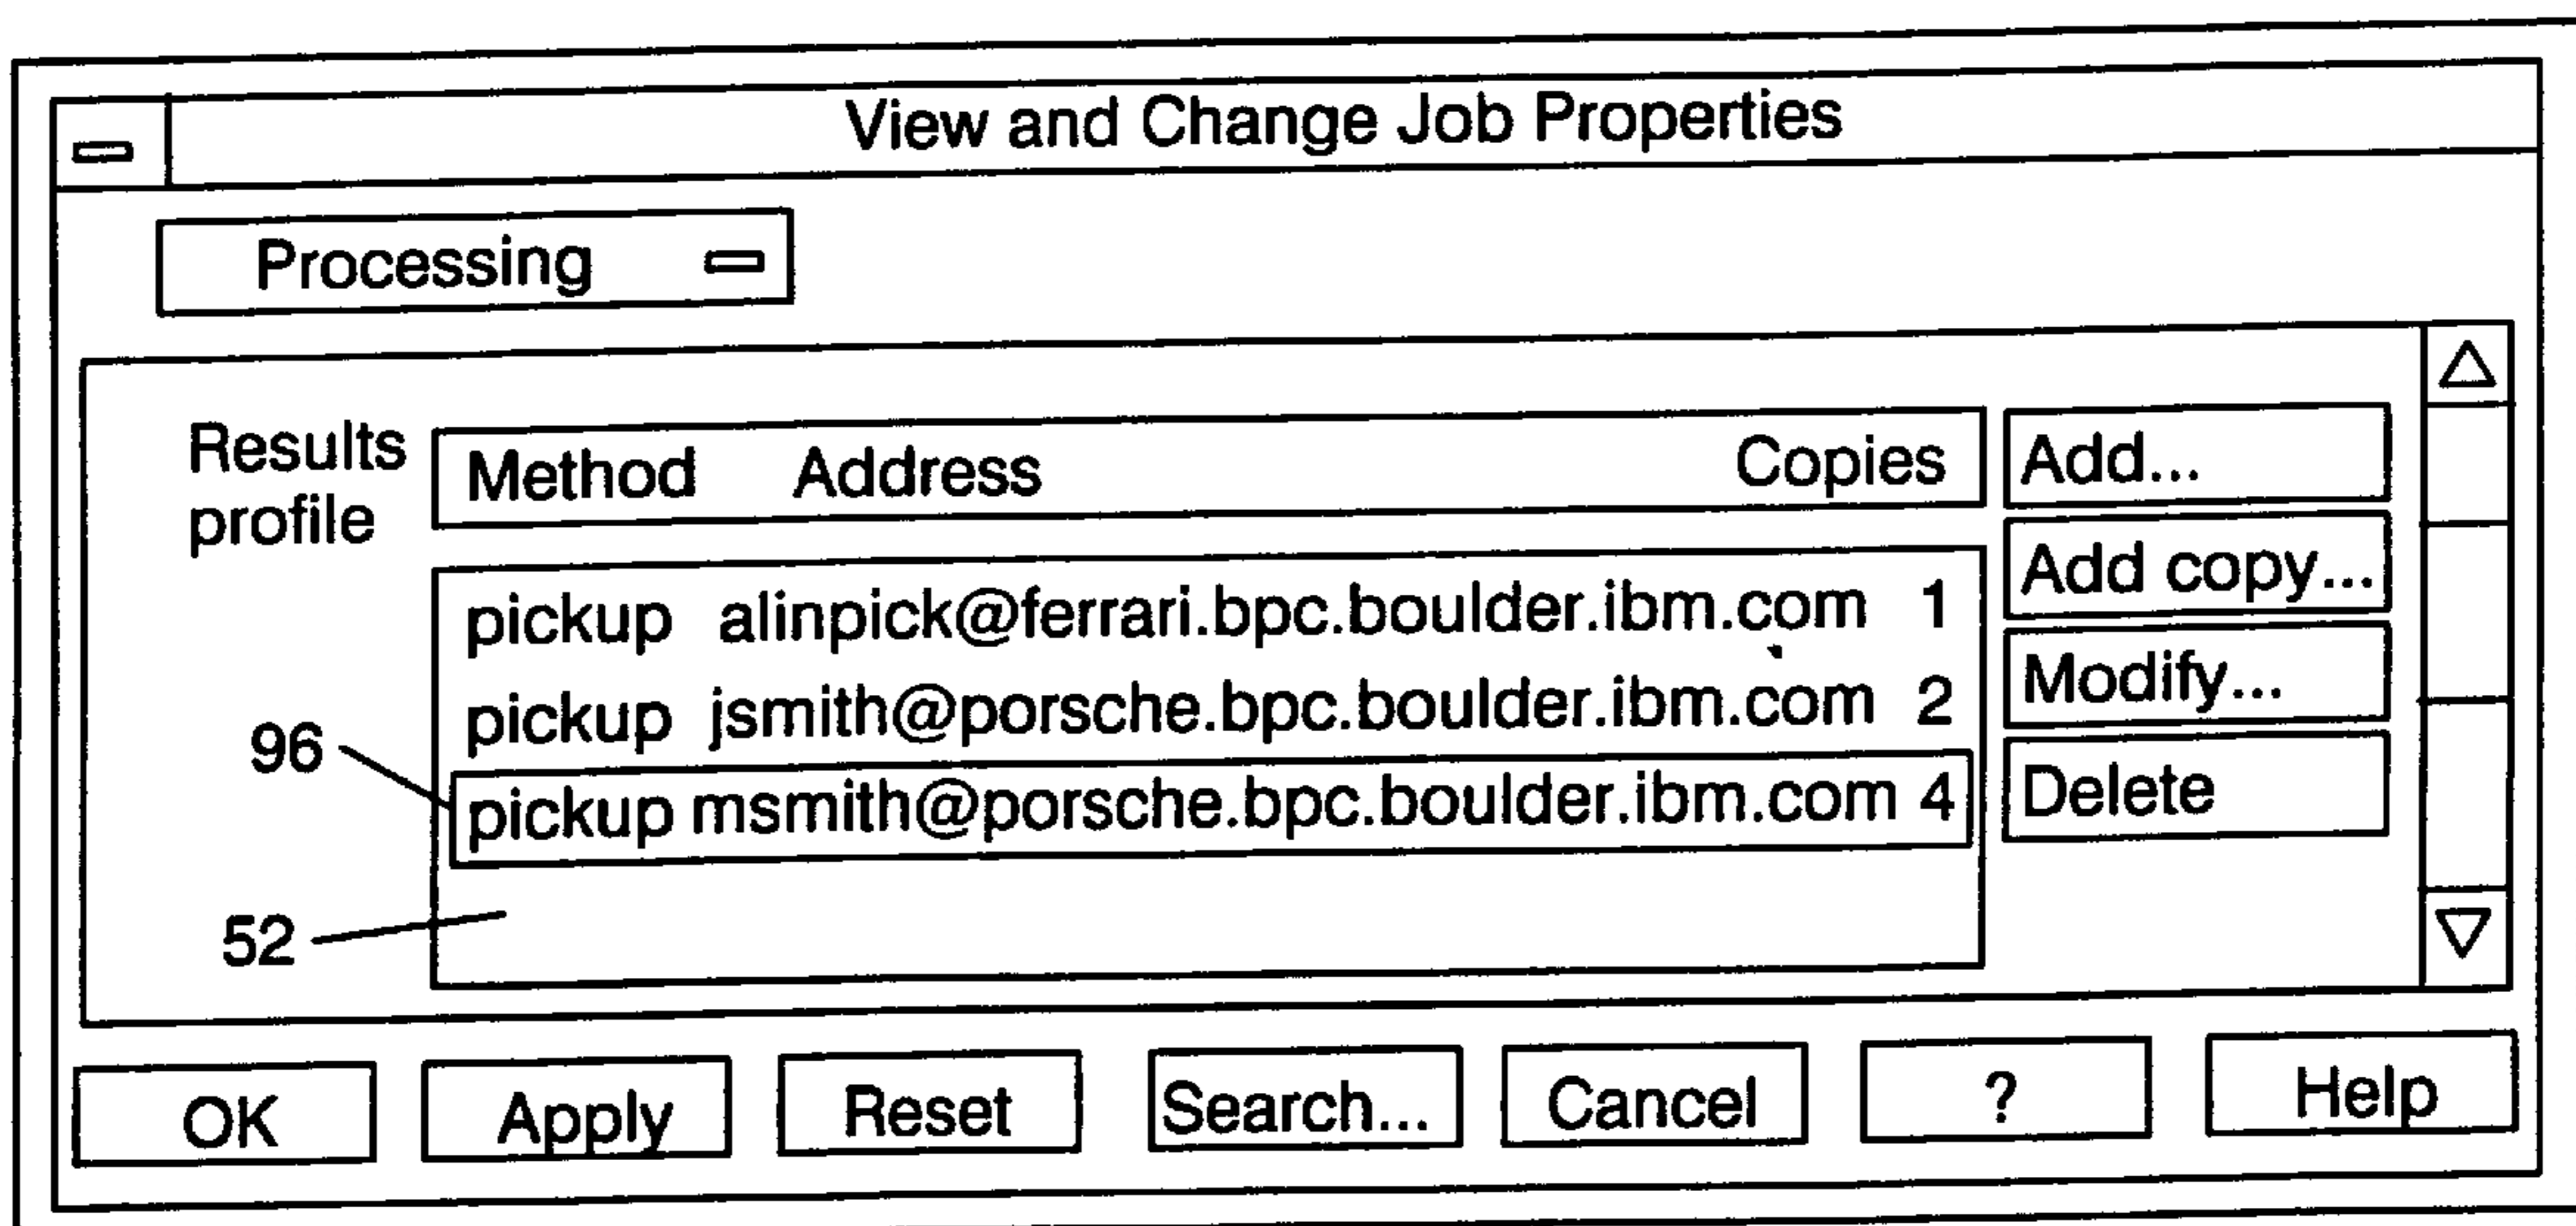 View and Change Job Properties
Processing
Results profile
Method Address Copies
Add...
Add copy...
pickup alinpick@ferrari.bpc.boulder.ibm.com 1
pickup jsmith@porsche.bpc.boulder.ibm.com 2
Modify...
96
pickup msmith@porsche.bpc.boulder.ibm.com 4
Delete
52
OK Apply Reset Search... Cancel ? Help